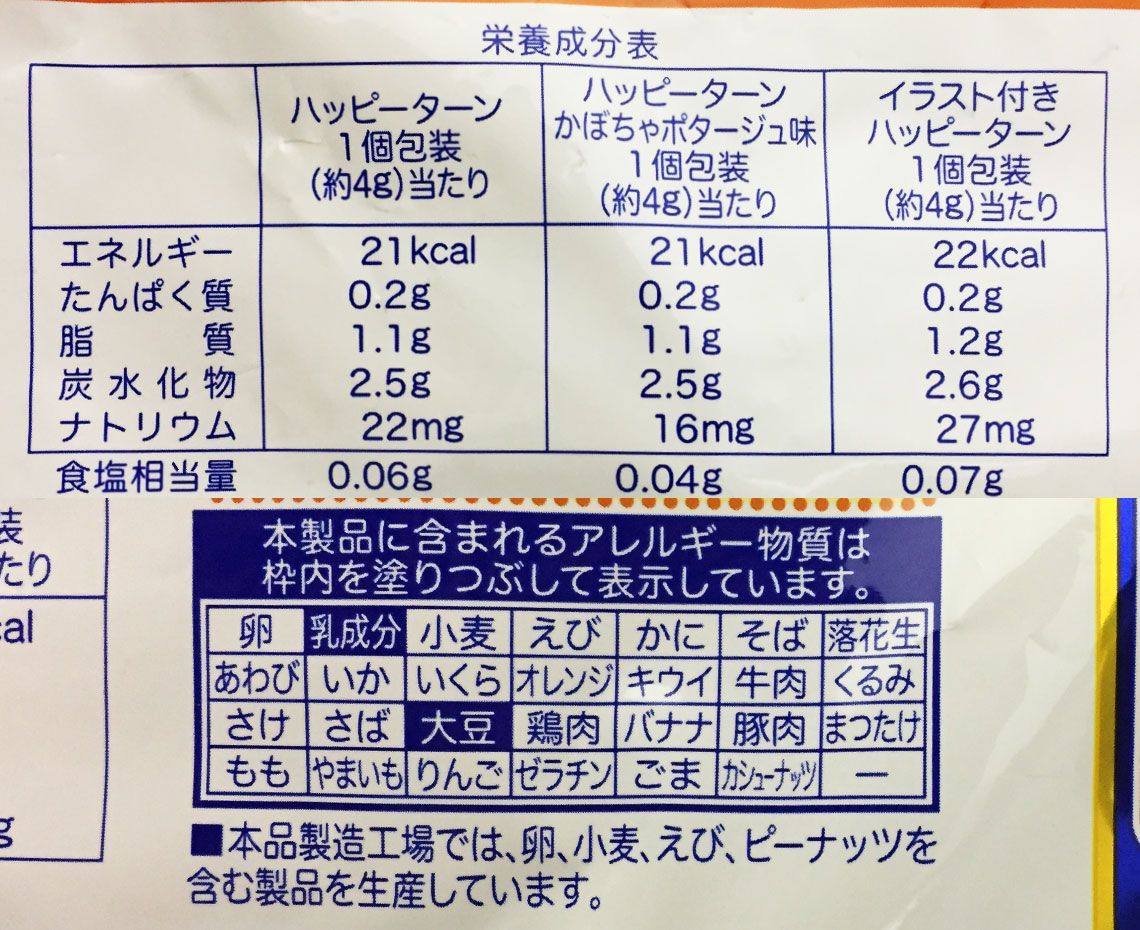 栄養成分表
ハッピーターン
1個包装
(約4g)当たり
ハッピーターン
かぼちゃポタージュ味
1個包装
(約4g)当たり
イラスト付き
ハッピーターン
1個包装
(約4g)当たり
エネルギー 21kcal 21kcal 22kcal
たんぱく質 0.2g 0.2g 0.2g
脂質 1.1g 1.1g 1.2g
炭水化物 2.5g 2.5g 2.6g
ナトリウム 22mg 16mg 27mg
食塩相当量 0.06g 0.04g 0.07g
装
たり
cal
g
本製品に含まれるアレルギー物質は
枠内を塗りつぶして表示しています。
卵 乳成分 小麦 えび かに そば 落花生
あわび いか いくら オレンジ キウイ 牛肉 くるみ
さけ さば 大豆 鶏肉 バナナ 豚肉 まつたけ
もも やまいも りんご ゼラチン ごま カシューナッツ ー
■本品製造工場では、卵、小麦、えび、ピーナッツを
含む製品を生産しています。